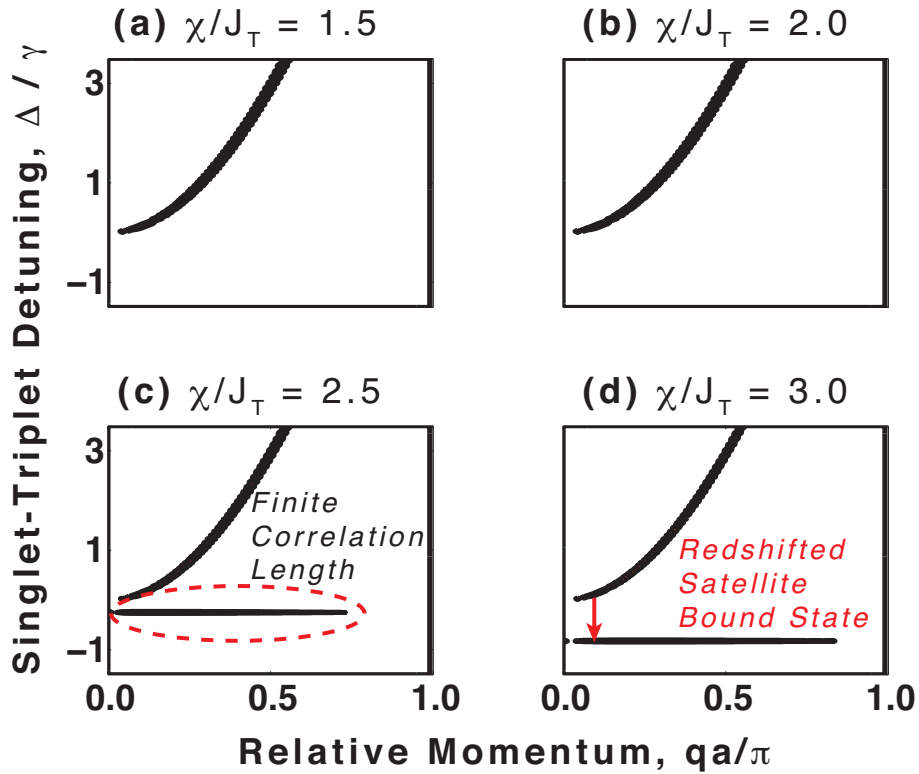 (a) χ/J_T = 1.5
(b) χ/J_T = 2.0
Singlet-Triplet Detuning, Δ / γ
3
1
−1
(c) χ/J_T = 2.5
(d) χ/J_T = 3.0
3
1
−1
Finite
Correlation
Length
Redshifted
Satellite
Bound State
0.0
0.5
1.0
0.0
0.5
1.0
Relative Momentum, qa/π